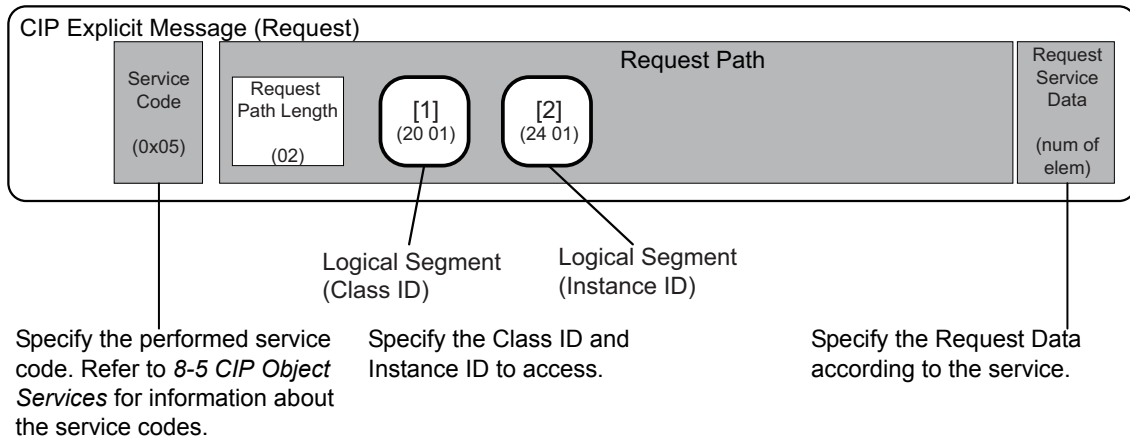 CIP Explicit Message (Request)
Service
Code
(0x05)
Request Path
Request
Path Length
(02)
[1]
(20 01)
[2]
(24 01)
Request
Service
Data
(num of
elem)
Logical Segment
(Class ID)
Logical Segment
(Instance ID)
Specify the performed service
code. Refer to 8-5 CIP Object
Services for information about
the service codes.
Specify the Class ID and
Instance ID to access.
Specify the Request Data
according to the service.